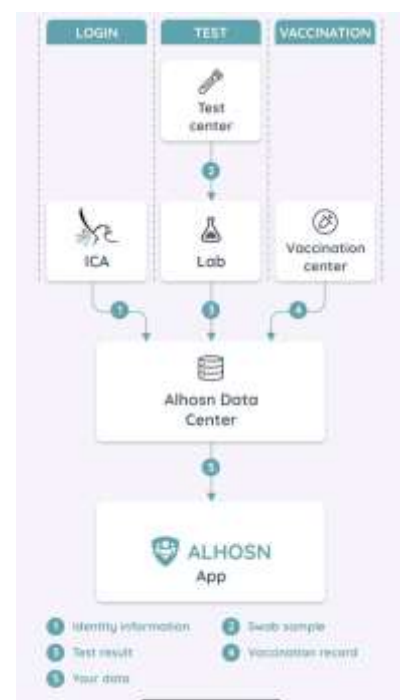 LOGIN TEST VACCINATION
Test
center
2
ICA
Lab
Vaccination
center
1 3 4
Alhosn Data
Center
5
ALHOSN
App
1 Identity information 2 Swab sample
3 Test result 4 Vaccination record
5 Your data